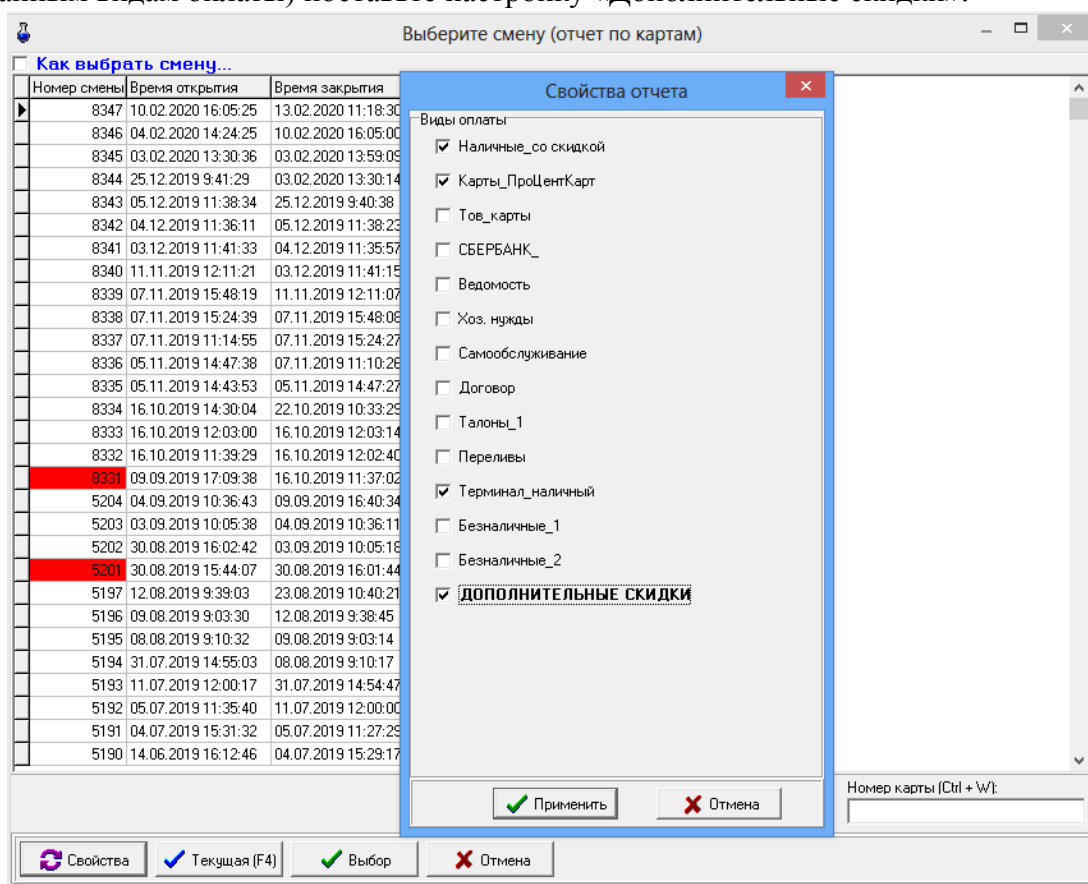 данным видам оплаты) поставьте настройку «Дополнительные скидки».
Выберите смену (отчет по картам)
Как выбрать смену...
Номер смены Время открытия Время закрытия
8347 10.02.2020 16:05:25 13.02.2020 11:18:30
8346 04.02.2020 14:24:25 10.02.2020 16:05:00
8345 03.02.2020 13:30:36 03.02.2020 13:59:09
8344 25.12.2019 9:41:29 03.02.2020 13:30:14
8343 05.12.2019 11:38:34 25.12.2019 9:40:38
8342 04.12.2019 11:36:11 05.12.2019 11:38:23
8341 03.12.2019 11:41:33 04.12.2019 11:35:57
8340 11.11.2019 12:11:21 03.12.2019 11:41:15
8339 07.11.2019 15:48:19 11.11.2019 12:11:07
8338 07.11.2019 15:24:39 07.11.2019 15:48:08
8337 07.11.2019 11:14:55 07.11.2019 15:24:27
8336 05.11.2019 14:47:38 07.11.2019 11:10:26
8335 05.11.2019 14:43:53 05.11.2019 14:47:27
8334 16.10.2019 14:30:04 22.10.2019 10:33:29
8333 16.10.2019 12:03:00 16.10.2019 12:03:14
8332 16.10.2019 11:39:29 16.10.2019 12:02:40
8331 09.09.2019 17:09:38 16.10.2019 11:37:02
5204 04.09.2019 10:36:43 09.09.2019 16:40:34
5203 03.09.2019 10:05:38 04.09.2019 10:36:11
5202 30.08.2019 16:02:42 03.09.2019 10:05:18
5201 30.08.2019 15:44:07 30.08.2019 16:01:44
5197 12.08.2019 9:39:03 23.08.2019 10:40:21
5196 09.08.2019 9:03:30 12.08.2019 9:38:45
5195 08.08.2019 9:10:32 09.08.2019 9:03:14
5194 31.07.2019 14:55:03 08.08.2019 9:10:17
5193 11.07.2019 12:00:17 31.07.2019 14:54:47
5192 05.07.2019 11:35:40 11.07.2019 12:00:00
5191 04.07.2019 15:31:32 05.07.2019 11:27:29
5190 14.06.2019 16:12:46 04.07.2019 15:29:17
Свойства отчета
Виды оплаты
Наличные_со скидкой
Карты_ПроЦентКарт
Тов_карты
СБЕРБАНК_
Ведомость
Хоз. нужды
Самообслуживание
Договор
Талоны_1
Переливы
Терминал_наличный
Безналичные_1
Безналичные_2
ДОПОЛНИТЕЛЬНЫЕ СКИДКИ
Применить Отмена
Номер карты (Ctrl + W):
Свойства Текущая (F4) Выбор Отмена